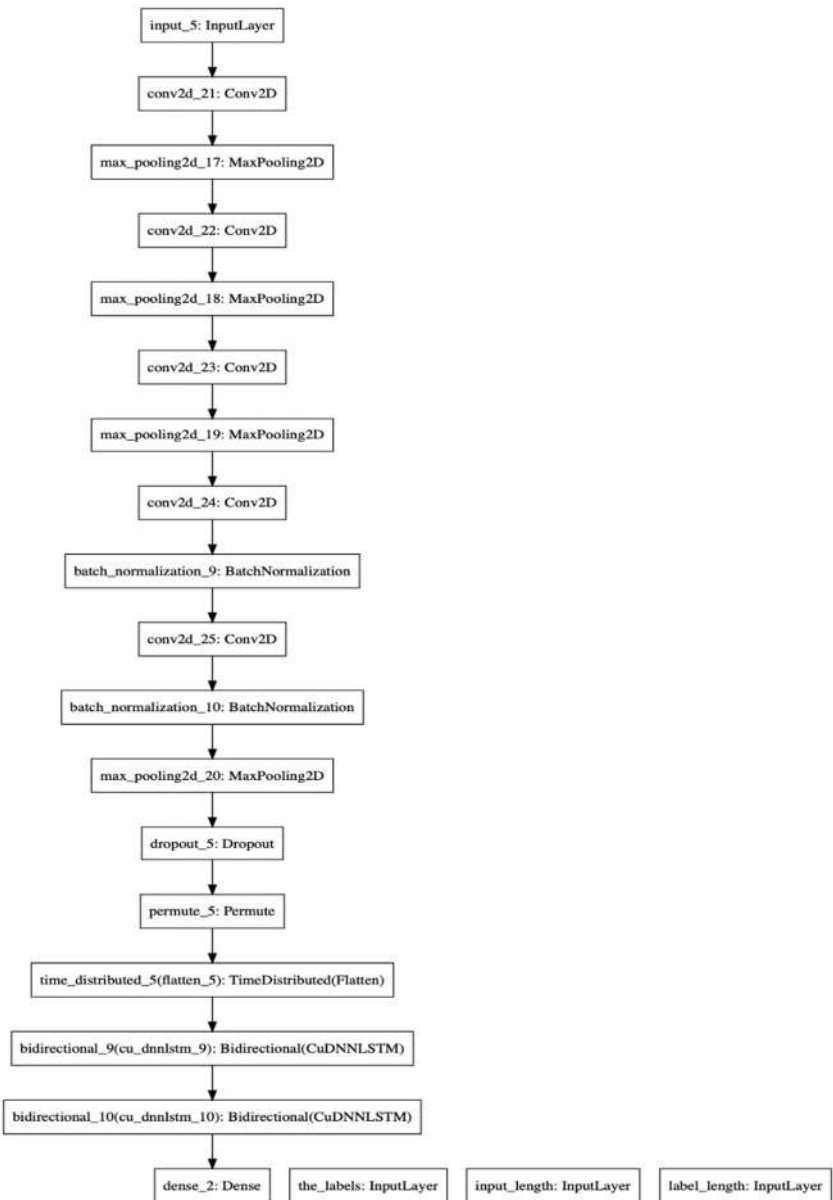 input_5: InputLayer
conv2d_21: Conv2D
max_pooling2d_17: MaxPooling2D
conv2d_22: Conv2D
max_pooling2d_18: MaxPooling2D
conv2d_23: Conv2D
max_pooling2d_19: MaxPooling2D
conv2d_24: Conv2D
batch_normalization_9: BatchNormalization
conv2d_25: Conv2D
batch_normalization_10: BatchNormalization
max_pooling2d_20: MaxPooling2D
dropout_5: Dropout
permute_5: Permute
time_distributed_5(flatten_5): TimeDistributed(Flatten)
bidirectional_9(cu_dnnlstm_9): Bidirectional(CuDNNLSTM)
bidirectional_10(cu_dnnlstm_10): Bidirectional(CuDNNLSTM)
dense_2: Dense the_labels: InputLayer input_length: InputLayer label_length: InputLayer